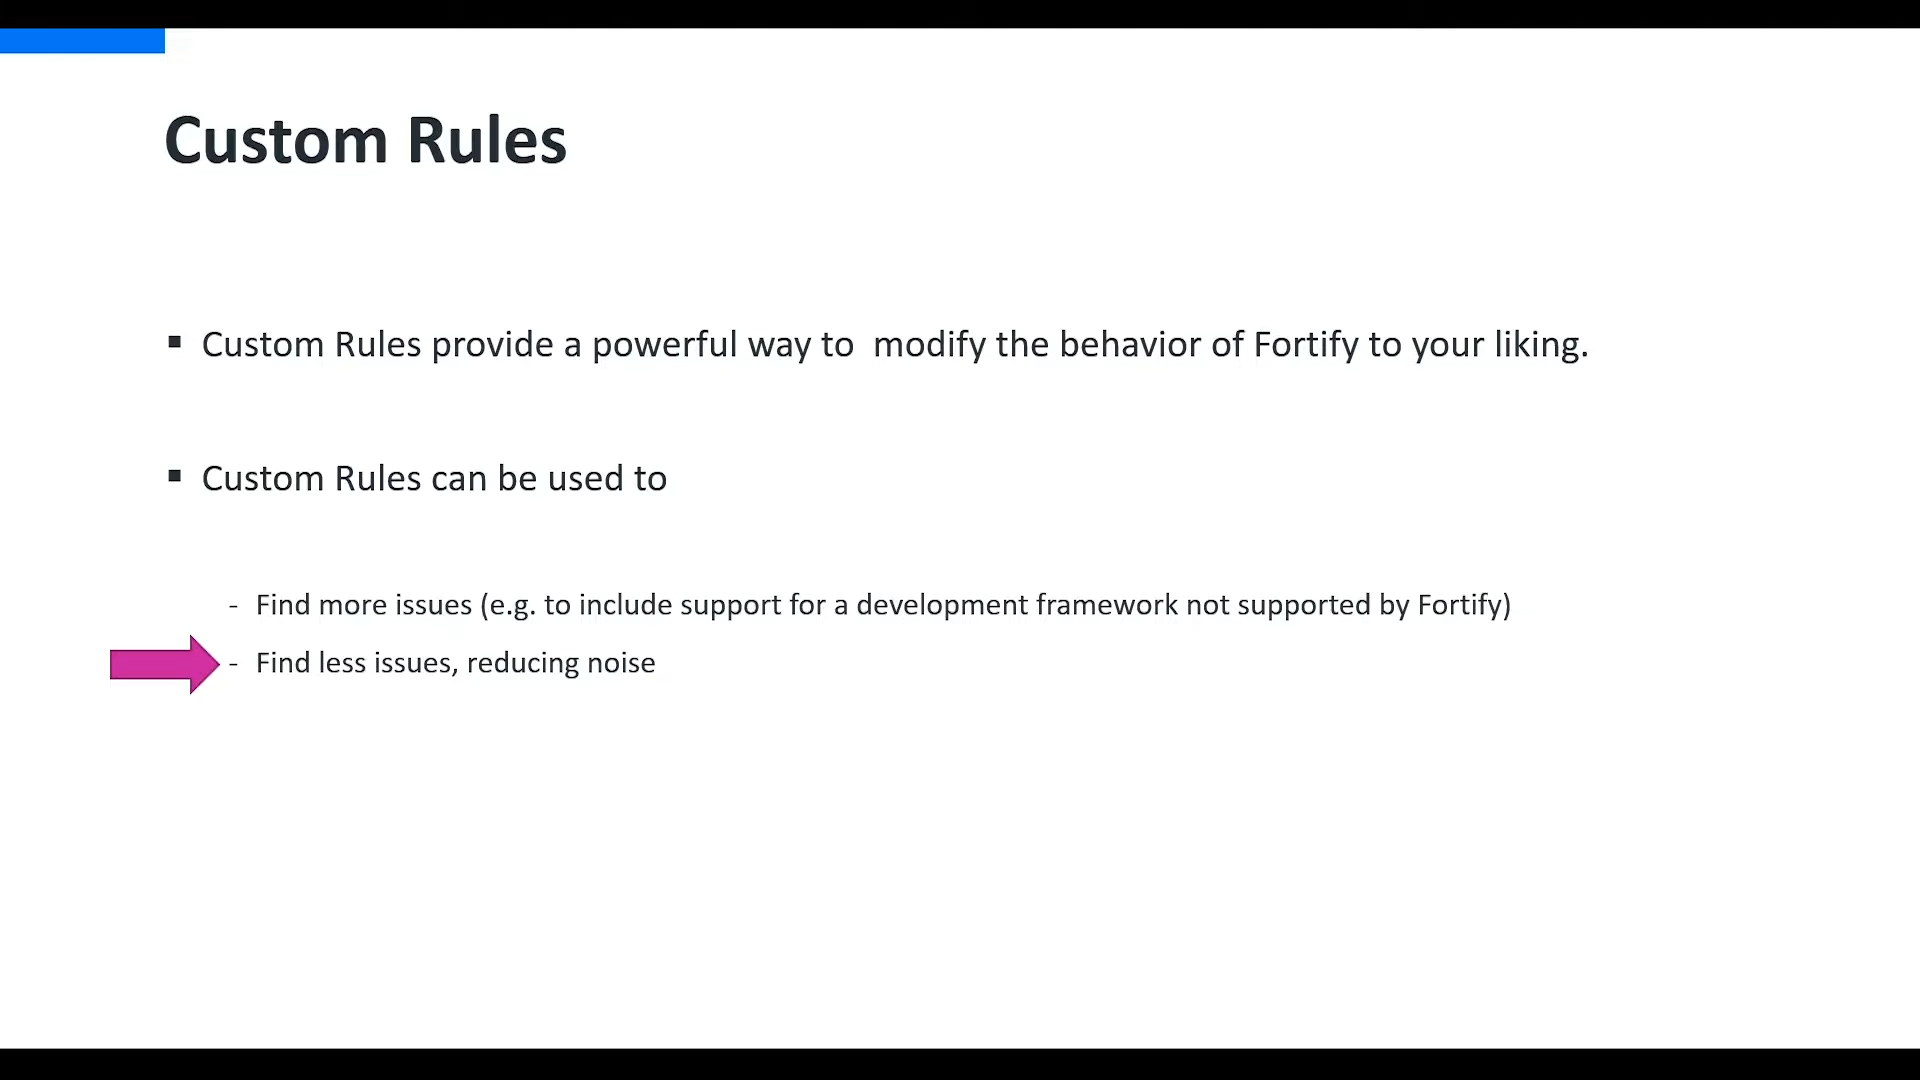 Custom Rules
▪ Custom Rules provide a powerful way to  modify the behavior of Fortify to your liking.
▪ Custom Rules can be used to
- Find more issues (e.g. to include support for a development framework not supported by Fortify)
- Find less issues, reducing noise